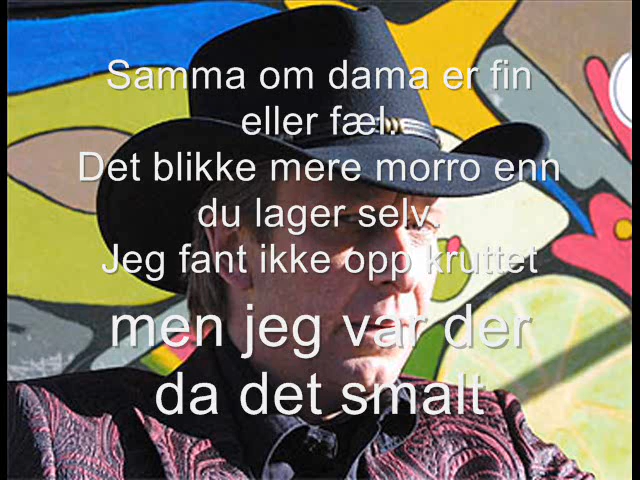 Samma om dama er fin
eller fæl.
Det blikke mere morro enn
du lager selv.
Jeg fant ikke opp kruttet
men jeg var der
da det smalt